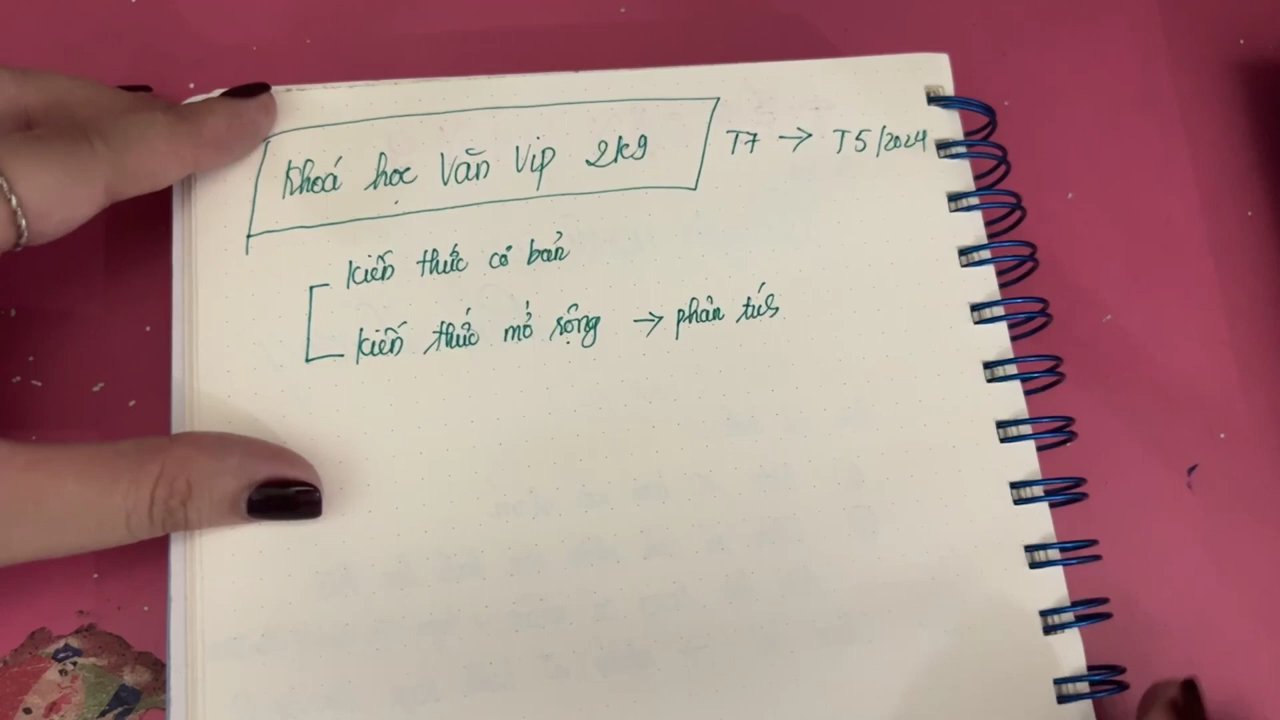 Khoá học Văn Vip 2k9 T7 → T5/2024
kiến thức cơ bản
kiến thức mở rộng → phân tích